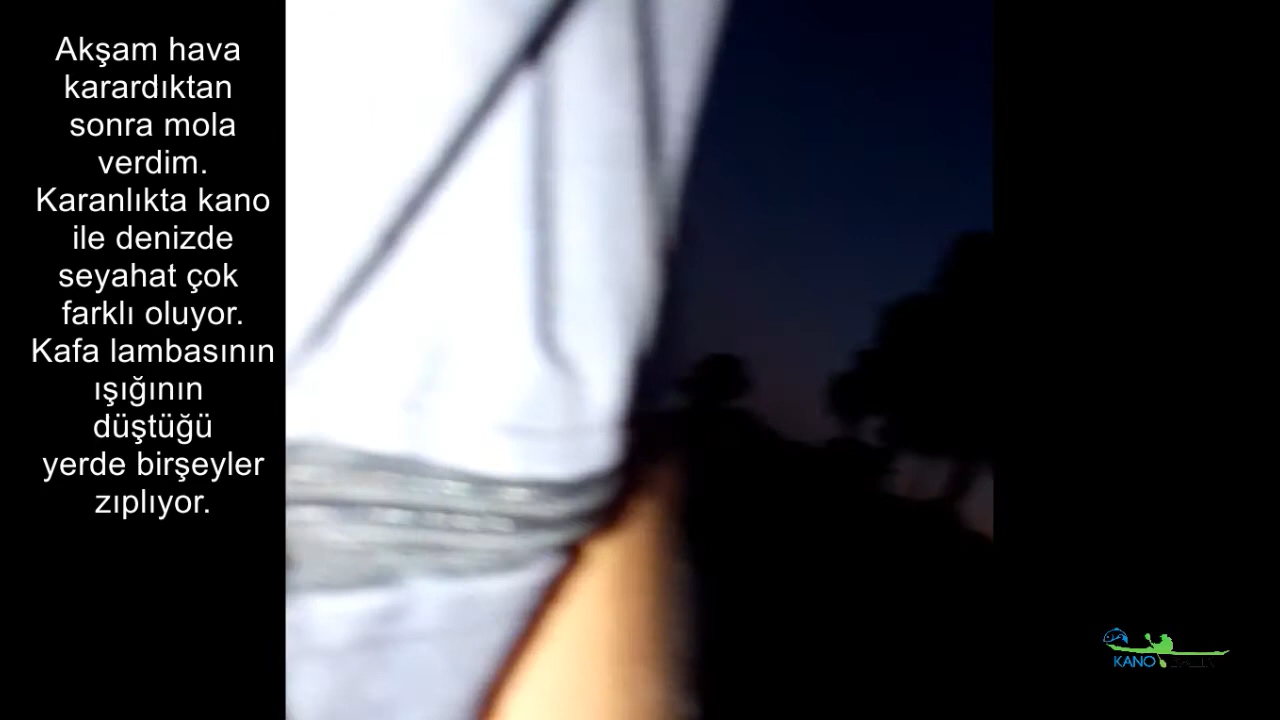 Akşam hava
karardıktan
sonra mola
verdim.
Karanlıkta kano
ile denizde
seyahat çok
farklı oluyor.
Kafa lambasının
ışığının
düştüğü
yerde birşeyler
zıplıyor.
KANO